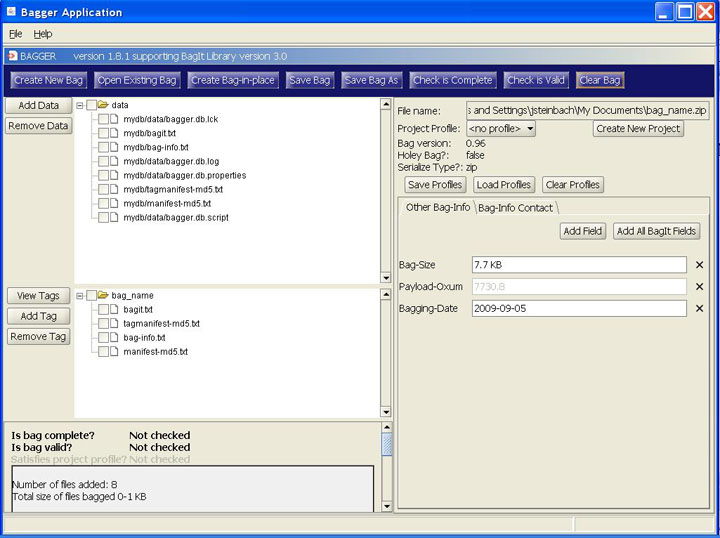 Bagger Application
File Help
BAGGER version 1.8.1 supporting BagIt Library version 3.0
Create New Bag Open Existing Bag Create Bag-in-place Save Bag Save Bag As Check is Complete Check is Valid Clear Bag
Add Data
Remove Data
data
mydb/data/bagger.db.lck
mydb/bagit.txt
mydb/bag-info.txt
mydb/data/bagger.db.log
mydb/data/bagger.db.properties
mydb/tagmanifest-md5.txt
mydb/manifest-md5.txt
mydb/data/bagger.db.script
View Tags
Add Tag
Remove Tag
bag_name
bagit.txt
tagmanifest-md5.txt
bag-info.txt
manifest-md5.txt
Is bag complete? Not checked
Is bag valid? Not checked
Satisfies project profile? Not checked
Number of files added: 8
Total size of files bagged 0-1 KB
File name: s and Settings\jsteinbach\My Documents\bag_name.zip
Project Profile: <no profile> Create New Project
Bag version: 0.96
Holey Bag?: false
Serialize Type?: zip
Save Profiles Load Profiles Clear Profiles
Other Bag-Info Bag-Info Contact
Add Field Add All BagIt Fields
Bag-Size 7.7 KB
Payload-Oxum 7730.8
Bagging-Date 2009-09-05